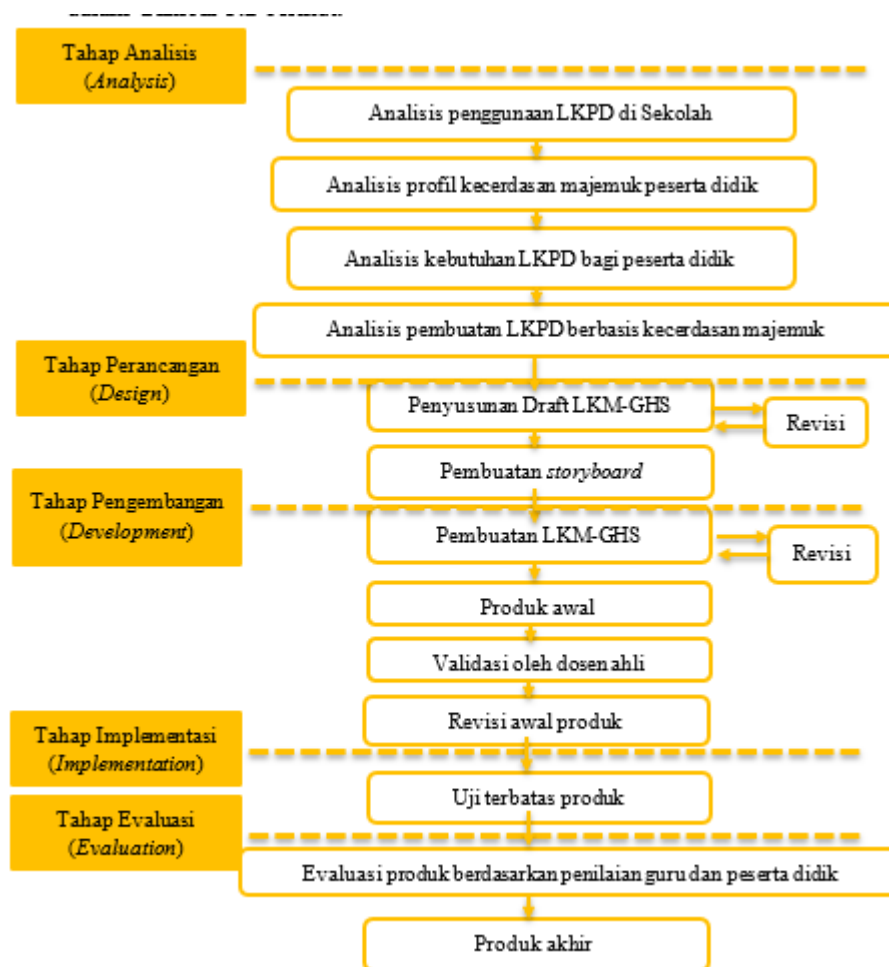 Tahap Analisis
(Analysis)
Analisis penggunaan LKPD di Sekolah
Analisis profil kecerdasan majemuk peserta didik
Analisis kebutuhan LKPD bagi peserta didik
Analisis pembuatan LKPD berbasis kecerdasan majemuk
Tahap Perancangan
(Design)
Penyusunan Draft LKM-GHS
Revisi
Pembuatan storyboard
Tahap Pengembangan
(Development)
Pembuatan LKM-GHS
Revisi
Produk awal
Validasi oleh dosen ahli
Revisi awal produk
Tahap Implementasi
(Implementation)
Uji terbatas produk
Tahap Evaluasi
(Evaluation)
Evaluasi produk berdasarkan penilaian guru dan peserta didik
Produk akhir